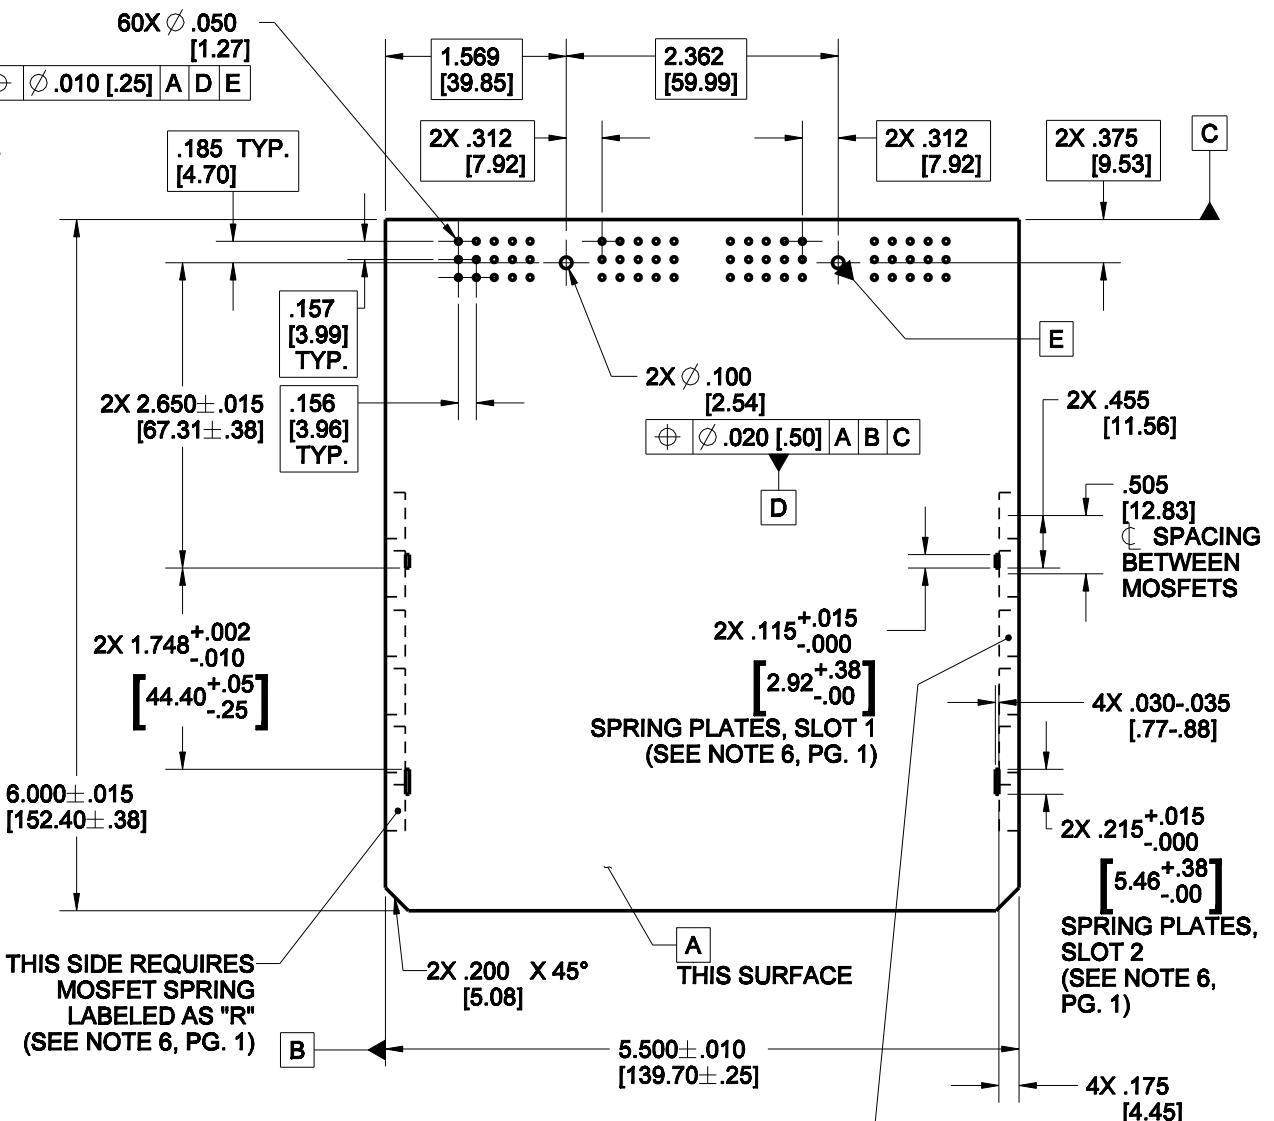 60X ∅ .050
[1.27]
⌖ ∅ .010 [.25] A D E
1.569
[39.85]
2.362
[59.99]
.185 TYP.
[4.70]
2X .312
[7.92]
2X .312
[7.92]
2X .375
[9.53]
C
.157
[3.99]
TYP.
E
2X ∅ .100
[2.54]
⌖ ∅ .020 [.50] A B C
D
2X 2.650±.015
[67.31±.38]
.156
[3.96]
TYP.
2X .455
[11.56]
.505
[12.83]
℄ SPACING
BETWEEN
MOSFETS
2X 1.748 +.002
-.010
[44.40 +.05
-.25]
2X .115 +.015
-.000
[2.92 +.38
-.00]
SPRING PLATES, SLOT 1
(SEE NOTE 6, PG. 1)
4X .030-.035
[.77-.88]
6.000±.015
[152.40±.38]
2X .215 +.015
-.000
[5.46 +.38
-.00]
SPRING PLATES,
SLOT 2
(SEE NOTE 6,
PG. 1)
THIS SIDE REQUIRES
MOSFET SPRING
LABELED AS "R"
(SEE NOTE 6, PG. 1)
2X .200 X 45°
[5.08]
A
THIS SURFACE
B
5.500±.010
[139.70±.25]
4X .175
[4.45]